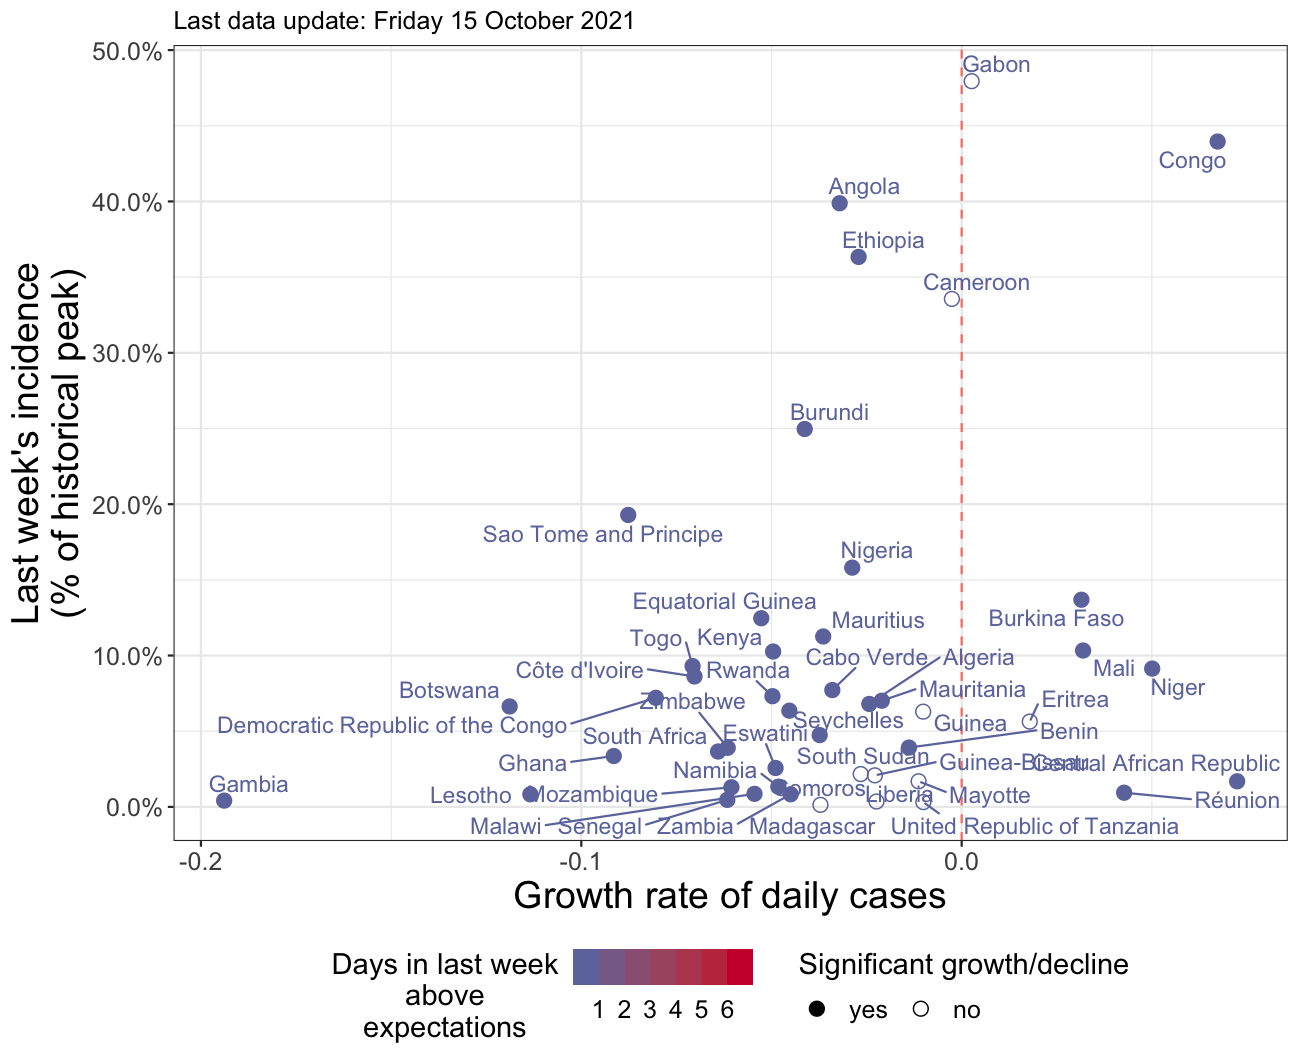 Last data update: Friday 15 October 2021
50.0%
40.0%
30.0%
20.0%
10.0%
0.0%
Last week's incidence
(% of historical peak)
Gabon
Congo
Angola
Ethiopia
Cameroon
Burundi
Sao Tome and Principe
Nigeria
Equatorial Guinea
Mauritius
Burkina Faso
Togo
Kenya
Cabo Verde
Algeria
Mali
Côte d'Ivoire
Rwanda
Niger
Botswana
Zimbabwe
Mauritania
Eritrea
Democratic Republic of the Congo
Seychelles
Guinea
South Africa
Eswatini
Benin
Ghana
South Sudan
Guinea-Bissau
Central African Republic
Namibia
Gambia
Lesotho
Mozambique
Comoros
Liberia
Mayotte
Réunion
Malawi
Senegal
Zambia
Madagascar
United Republic of Tanzania
-0.2
-0.1
0.0
Growth rate of daily cases
Days in last week
above
expectations
1 2 3 4 5 6
Significant growth/decline
yes
no